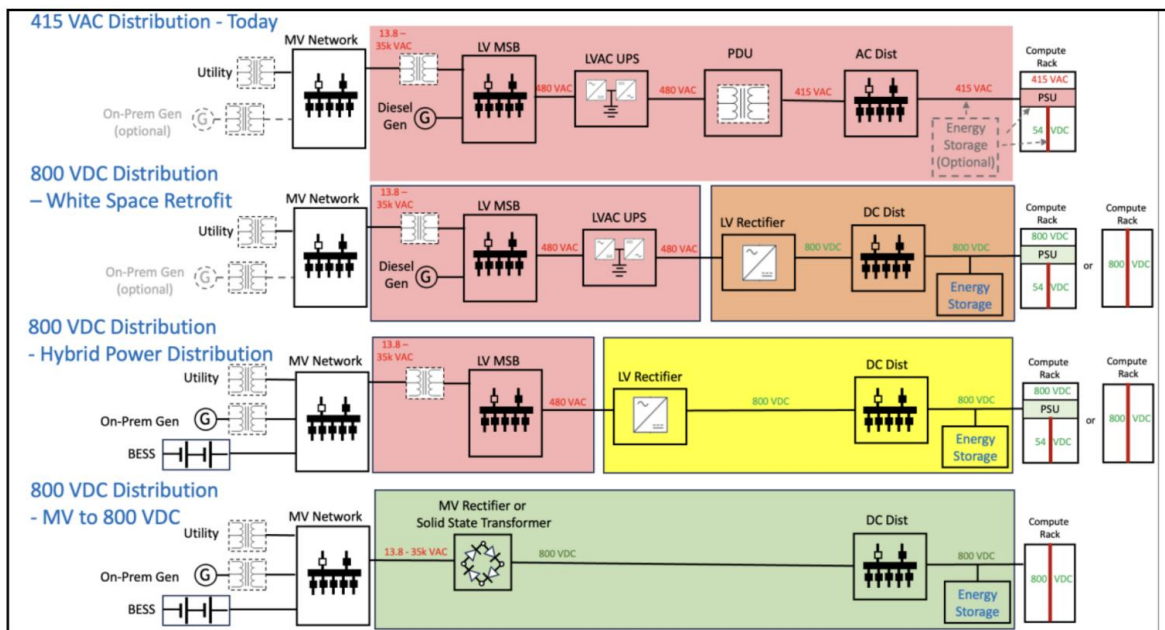 415 VAC Distribution - Today
MV Network
13.8 –
35k VAC
LV MSB
LVAC UPS
PDU
AC Dist
Compute
Rack
Utility
480 VAC
480 VAC
415 VAC
415 VAC
415 VAC
PSU
54 VDC
On-Prem Gen
(optional)
G
Diesel
Gen
G
Energy
Storage
(Optional)
800 VDC Distribution
– White Space Retrofit
MV Network
13.8 –
35k VAC
LV MSB
LVAC UPS
LV Rectifier
DC Dist
Compute
Rack
Compute
Rack
Utility
480 VAC
480 VAC
800 VDC
800 VDC
800 VDC
PSU
54 VDC
or
800 VDC
On-Prem Gen
(optional)
G
Diesel
Gen
G
Energy
Storage
800 VDC Distribution
- Hybrid Power Distribution
MV Network
13.8 –
35k VAC
LV MSB
LV Rectifier
DC Dist
Compute
Rack
Compute
Rack
Utility
480 VAC
800 VDC
800 VDC
800 VDC
PSU
54 VDC
or
800 VDC
On-Prem Gen
G
BESS
Energy
Storage
800 VDC Distribution
- MV to 800 VDC
MV Network
MV Rectifier or
Solid State Transformer
DC Dist
Compute
Rack
Utility
13.8 - 35k VAC
800 VDC
800 VDC
800 VDC
On-Prem Gen
G
BESS
Energy
Storage